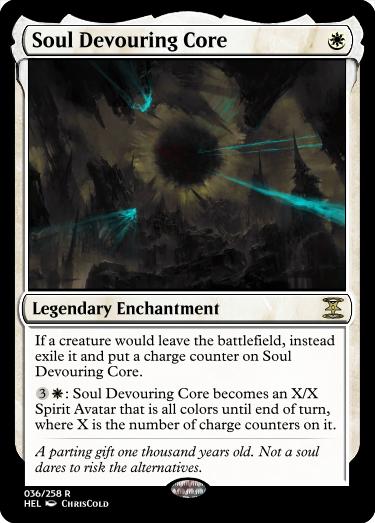 Soul Devouring Core
Legendary Enchantment
If a creature would leave the battlefield, instead
exile it and put a charge counter on Soul
Devouring Core.
3 : Soul Devouring Core becomes an X/X
Spirit Avatar that is all colors until end of turn,
where X is the number of charge counters on it.
A parting gift one thousand years old. Not a soul
dares to risk the alternatives.
036/258 R
HEL ChrisCold